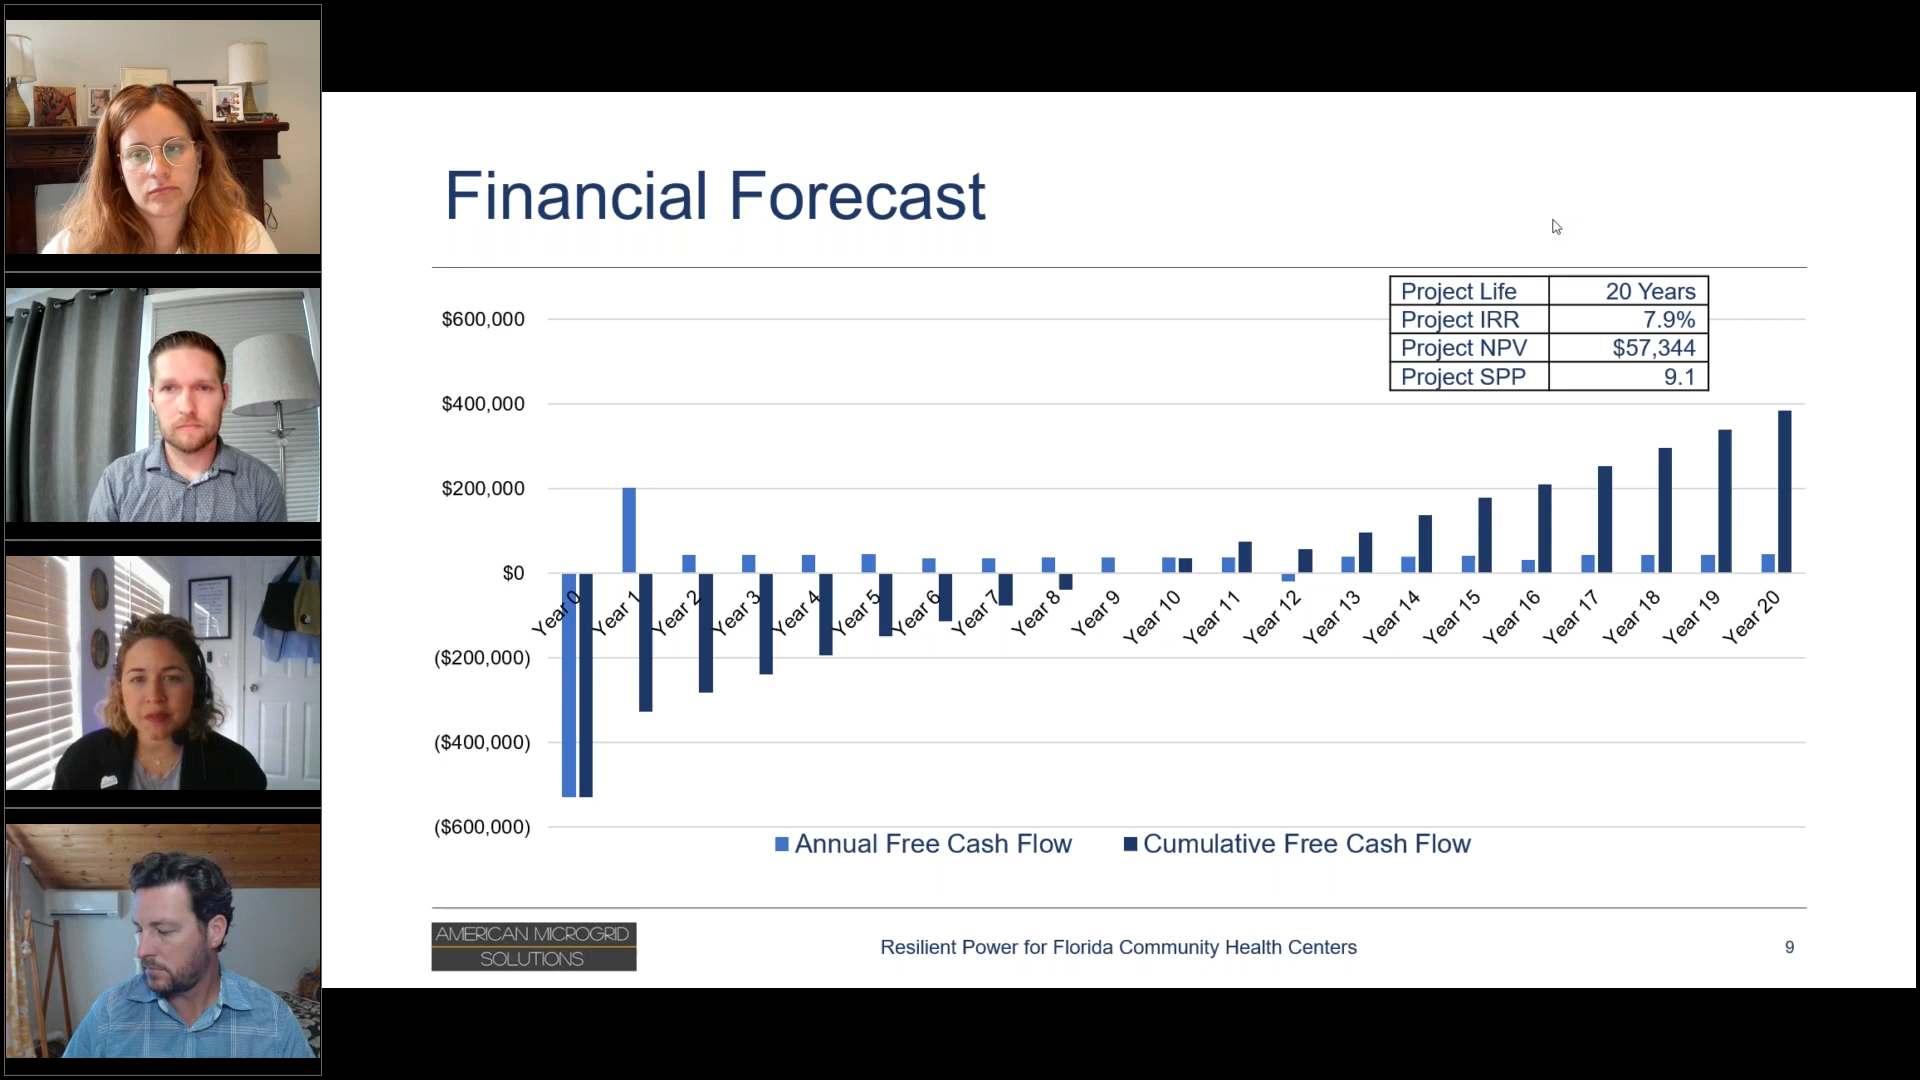 Financial Forecast
Project Life 20 Years
Project IRR 7.9%
Project NPV $57,344
Project SPP 9.1
$600,000
$400,000
$200,000
$0
($200,000)
($400,000)
($600,000)
Year 0 Year 1 Year 2 Year 3 Year 4 Year 5 Year 6 Year 7 Year 8 Year 9 Year 10 Year 11 Year 12 Year 13 Year 14 Year 15 Year 16 Year 17 Year 18 Year 19 Year 20
Annual Free Cash Flow Cumulative Free Cash Flow
AMERICAN MICROGRID
SOLUTIONS
Resilient Power for Florida Community Health Centers
9